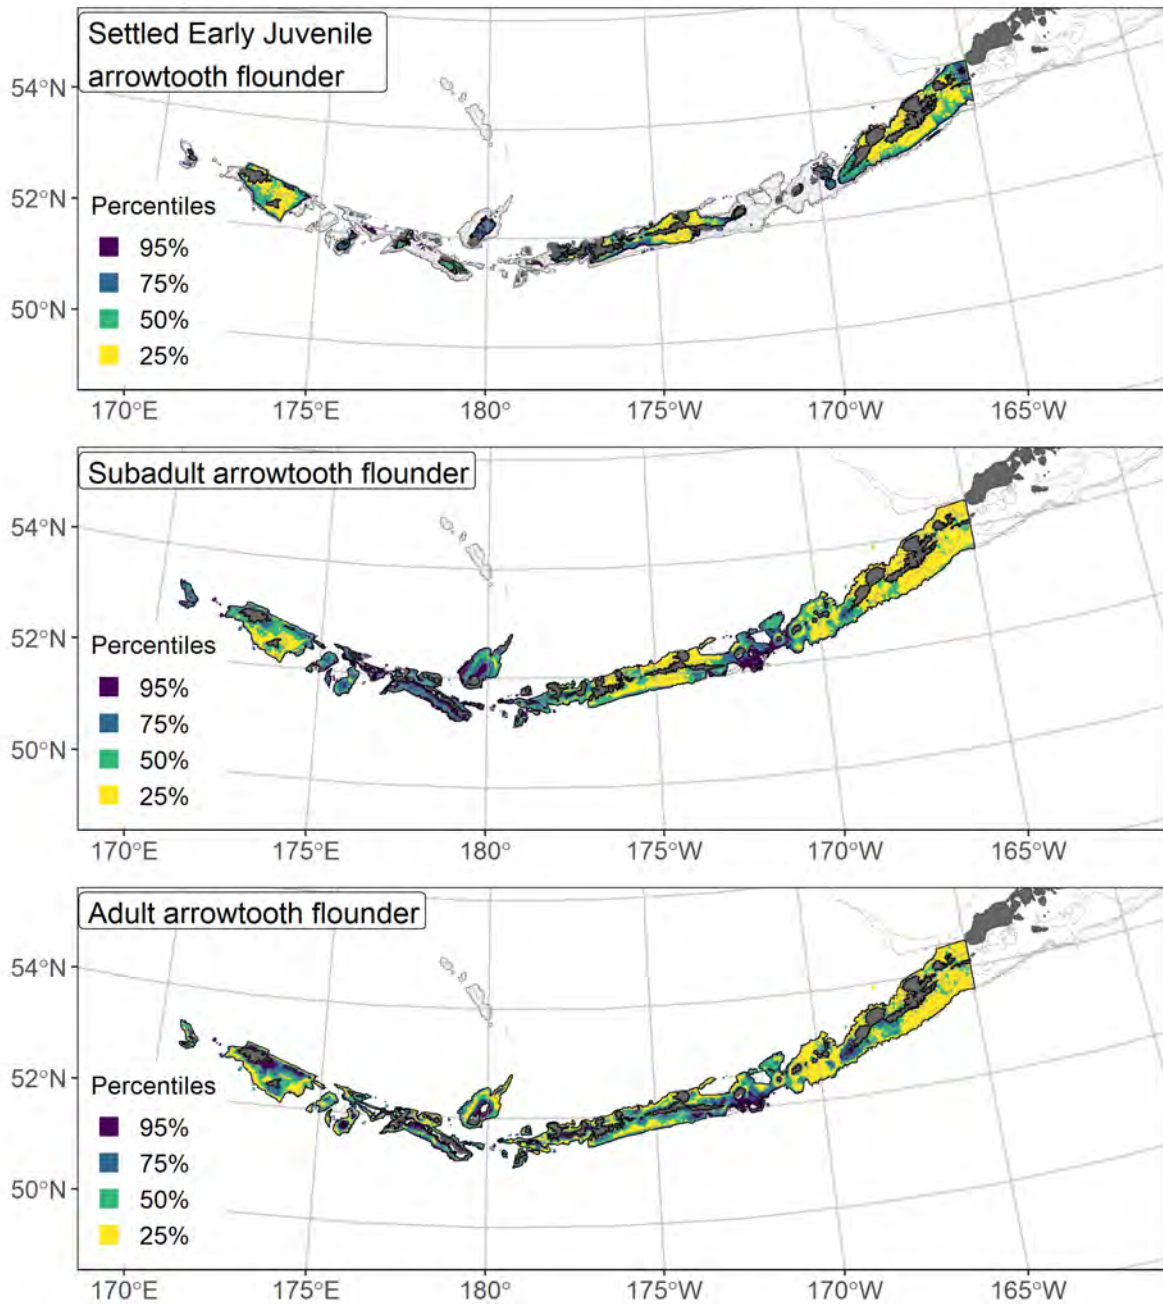 Settled Early Juvenile
arrowtooth flounder
54°N
52°N
50°N
Percentiles
95%
75%
50%
25%
170°E 175°E 180° 175°W 170°W 165°W
Subadult arrowtooth flounder
54°N
52°N
50°N
Percentiles
95%
75%
50%
25%
170°E 175°E 180° 175°W 170°W 165°W
Adult arrowtooth flounder
54°N
52°N
50°N
Percentiles
95%
75%
50%
25%
170°E 175°E 180° 175°W 170°W 165°W